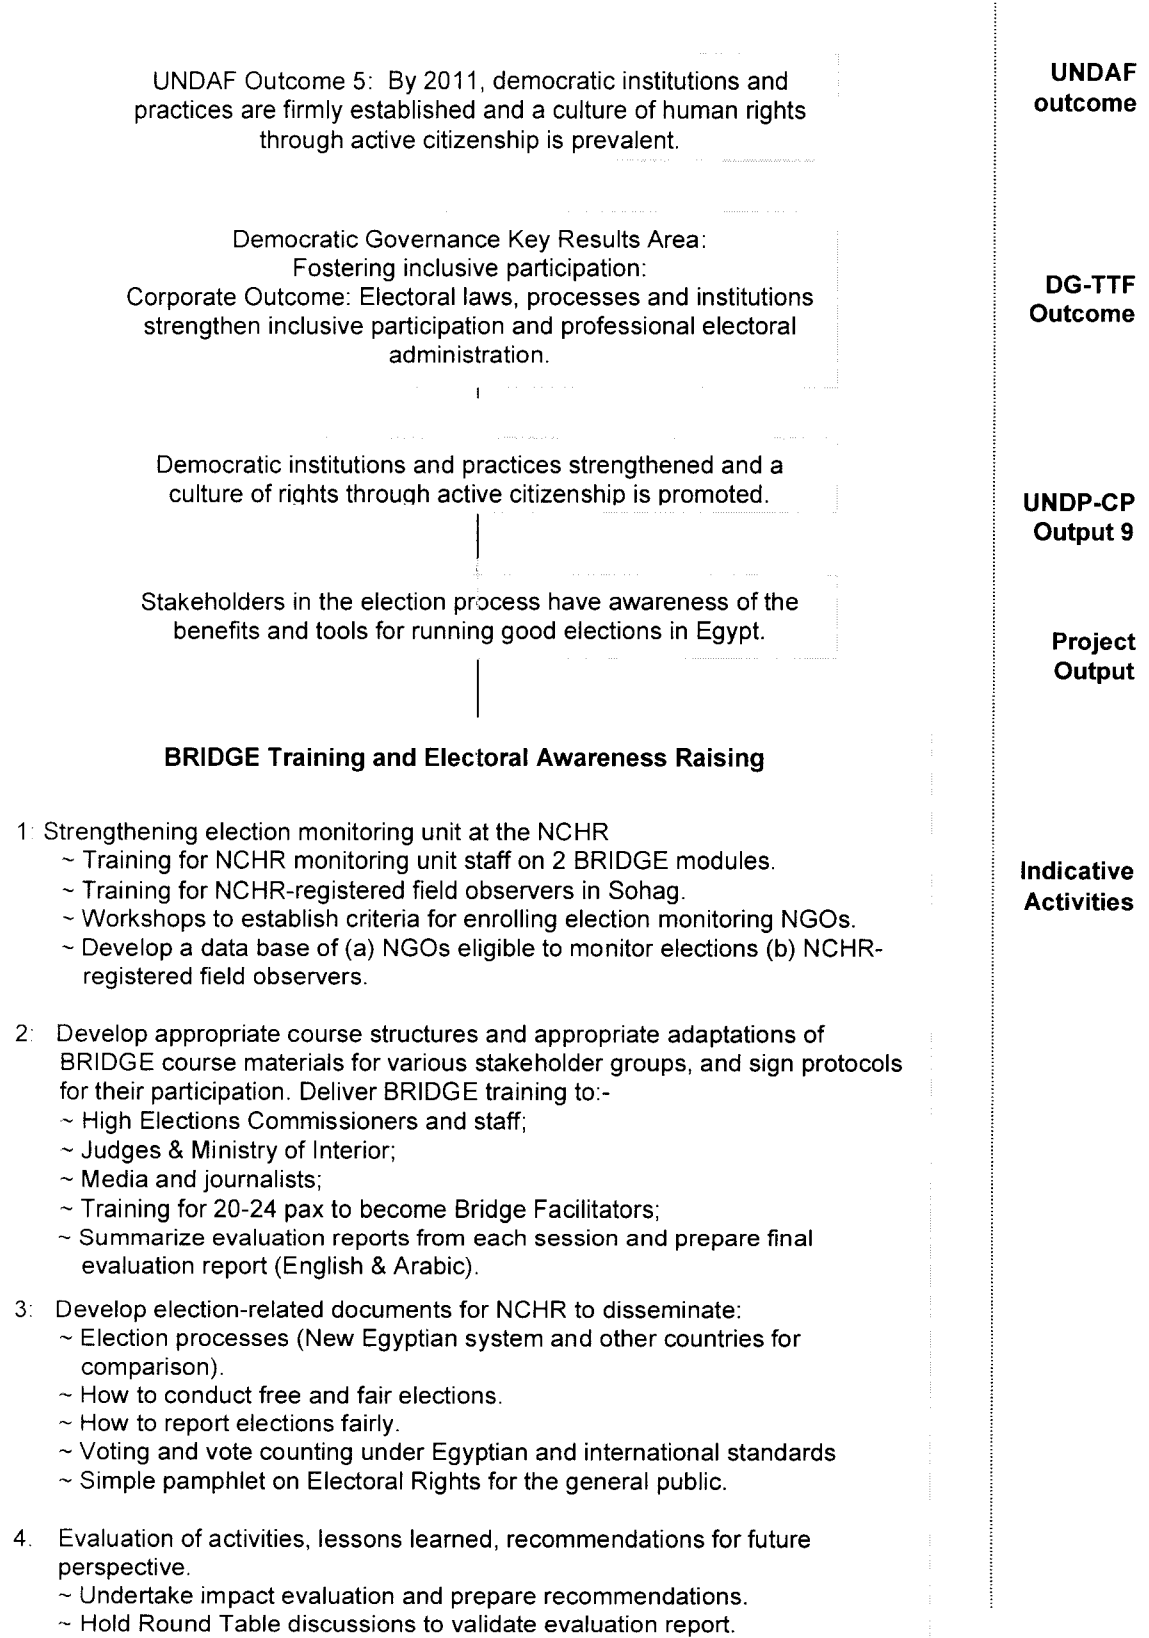 UNDAF Outcome 5: By 2011, democratic institutions and
practices are firmly established and a culture of human rights
through active citizenship is prevalent.
UNDAF
outcome
Democratic Governance Key Results Area:
Fostering inclusive participation:
Corporate Outcome: Electoral laws, processes and institutions
strengthen inclusive participation and professional electoral
administration.
DG-TTF
Outcome
Democratic institutions and practices strengthened and a
culture of rights through active citizenship is promoted.
UNDP-CP
Output 9
Stakeholders in the election process have awareness of the
benefits and tools for running good elections in Egypt.
Project
Output
BRIDGE Training and Electoral Awareness Raising
1: Strengthening election monitoring unit at the NCHR
~ Training for NCHR monitoring unit staff on 2 BRIDGE modules.
~ Training for NCHR-registered field observers in Sohag.
~ Workshops to establish criteria for enrolling election monitoring NGOs.
~ Develop a data base of (a) NGOs eligible to monitor elections (b) NCHR-
registered field observers.
Indicative
Activities
2: Develop appropriate course structures and appropriate adaptations of
BRIDGE course materials for various stakeholder groups, and sign protocols
for their participation. Deliver BRIDGE training to:-
~ High Elections Commissioners and staff;
~ Judges & Ministry of Interior;
~ Media and journalists;
~ Training for 20-24 pax to become Bridge Facilitators;
~ Summarize evaluation reports from each session and prepare final
evaluation report (English & Arabic).
3: Develop election-related documents for NCHR to disseminate:
~ Election processes (New Egyptian system and other countries for
comparison).
~ How to conduct free and fair elections.
~ How to report elections fairly.
~ Voting and vote counting under Egyptian and international standards
~ Simple pamphlet on Electoral Rights for the general public.
4. Evaluation of activities, lessons learned, recommendations for future
perspective.
~ Undertake impact evaluation and prepare recommendations.
~ Hold Round Table discussions to validate evaluation report.